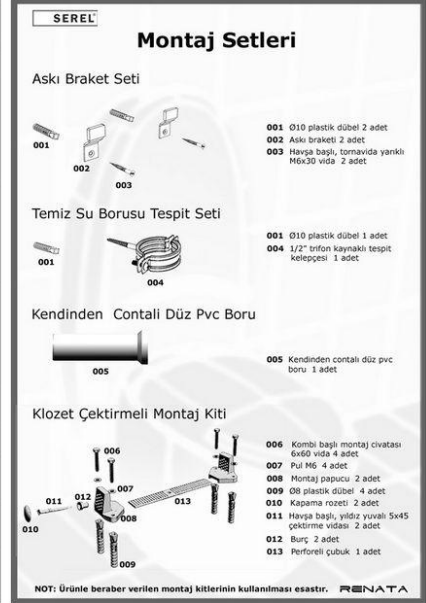 SEREL
Montaj Setleri
Askı Braket Seti
001
002
003
001 Ø10 plastik dübel 2 adet
002 Askı braketi 2 adet
003 Havşa başlı, tornavida yarıklı
M6x30 vida 2 adet
Temiz Su Borusu Tespit Seti
001
004
001 Ø10 plastik dübel 1 adet
004 1/2" trifon kaynaklı tespit
kelepçesi 1 adet
Kendinden Contali Düz Pvc Boru
005
005 Kendinden contalı düz pvc
boru 1 adet
Klozet Çektirmeli Montaj Kiti
006
007
011
012
013
010
008
009
006 Kombi başlı montaj civatası
6x60 vida 4 adet
007 Pul M6 4 adet
008 Montaj papucu 2 adet
009 Ø8 plastik dübel 4 adet
010 Kapama rozeti 2 adet
011 Havşa başlı, yıldız yuvalı 5x45
çektirme vidası 2 adet
012 Burç 2 adet
013 Perforeli çubuk 1 adet
NOT: Ürünle beraber verilen montaj kitlerinin kullanılması esastır.
RENATA